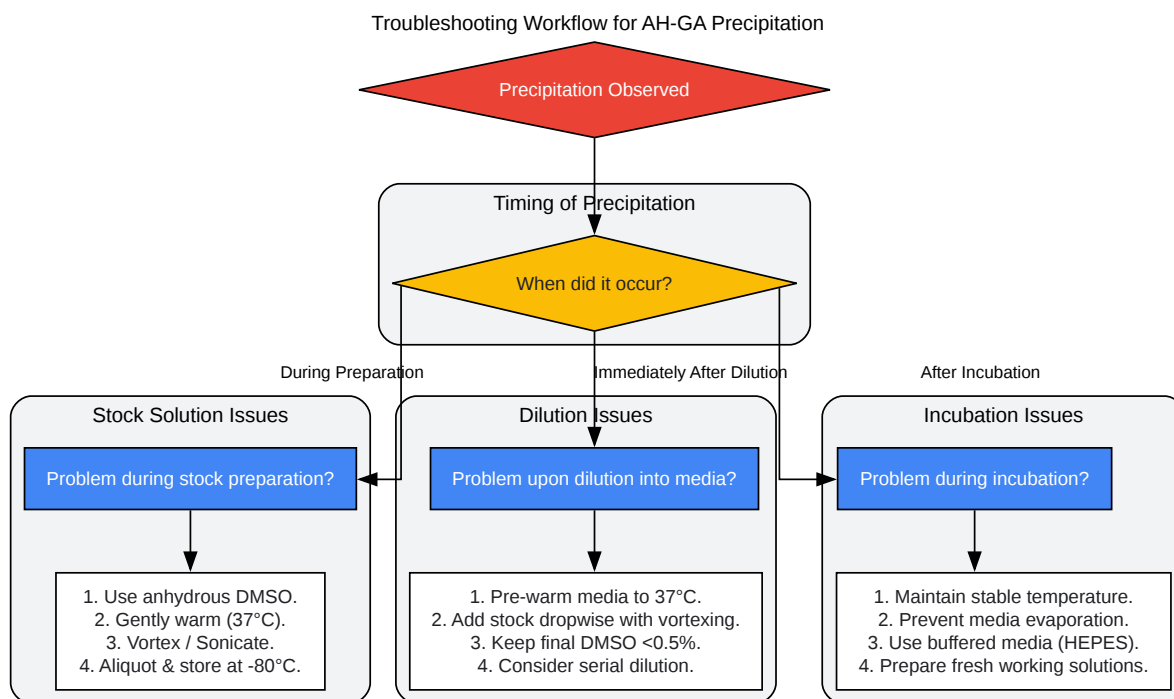 Troubleshooting Workflow for AH-GA Precipitation
Precipitation Observed
Timing of Precipitation
When did it occur?
During Preparation
Immediately After Dilution
After Incubation
Stock Solution Issues
Problem during stock preparation?
1. Use anhydrous DMSO.
2. Gently warm (37°C).
3. Vortex / Sonicate.
4. Aliquot & store at -80°C.
Dilution Issues
Problem upon dilution into media?
1. Pre-warm media to 37°C.
2. Add stock dropwise with vortexing.
3. Keep final DMSO <0.5%.
4. Consider serial dilution.
Incubation Issues
Problem during incubation?
1. Maintain stable temperature.
2. Prevent media evaporation.
3. Use buffered media (HEPES).
4. Prepare fresh working solutions.